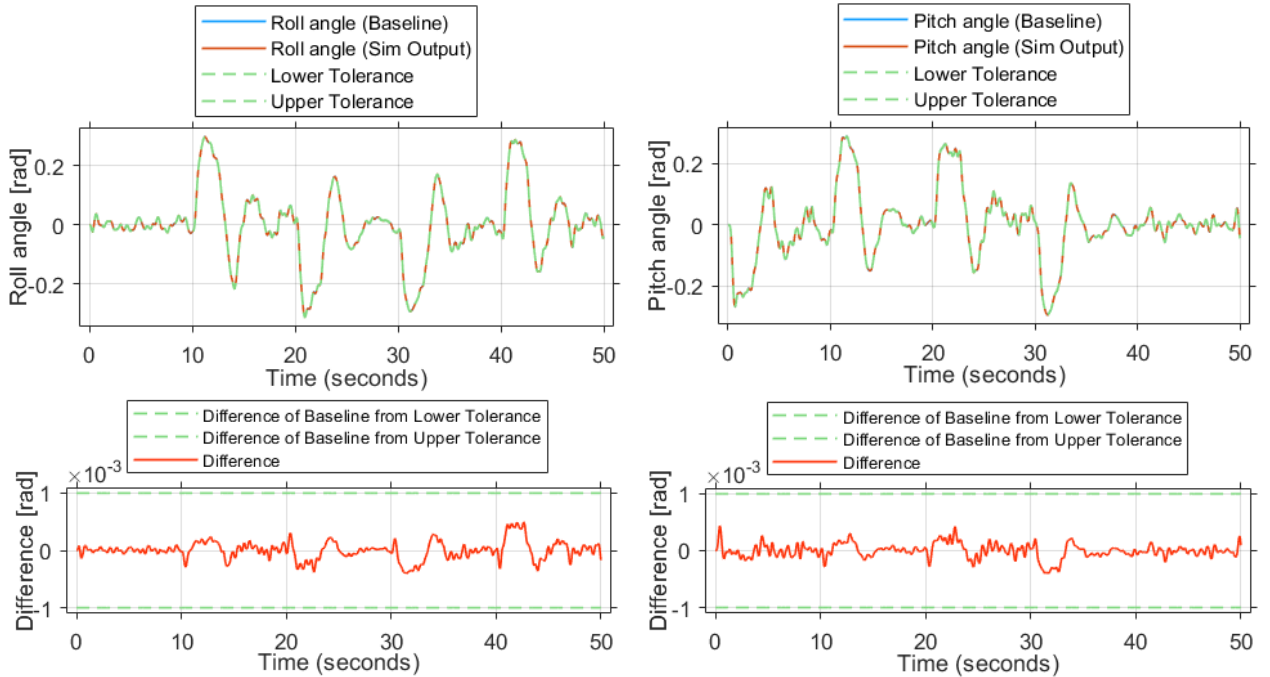 Roll angle (Baseline)
Roll angle (Sim Output)
Lower Tolerance
Upper Tolerance
Roll angle [rad]
0.2
0
-0.2
0 10 20 30 40 50
Time (seconds)
Pitch angle (Baseline)
Pitch angle (Sim Output)
Lower Tolerance
Upper Tolerance
Pitch angle [rad]
0.2
0
-0.2
0 10 20 30 40 50
Time (seconds)
Difference of Baseline from Lower Tolerance
Difference of Baseline from Upper Tolerance
Difference
×10⁻³
Difference [rad]
1
0
-1
0 10 20 30 40 50
Time (seconds)
Difference of Baseline from Lower Tolerance
Difference of Baseline from Upper Tolerance
Difference
×10⁻³
Difference [rad]
1
0
-1
0 10 20 30 40 50
Time (seconds)